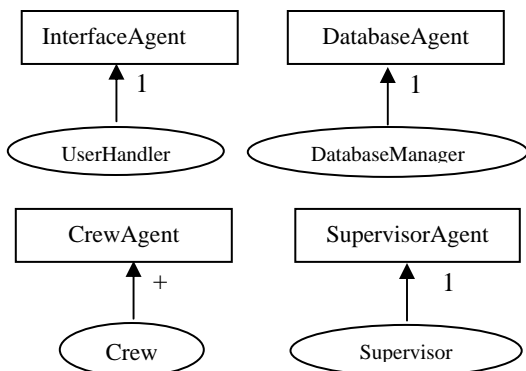 InterfaceAgent
DatabaseAgent
1
1
UserHandler
DatabaseManager
CrewAgent
SupervisorAgent
+
1
Crew
Supervisor